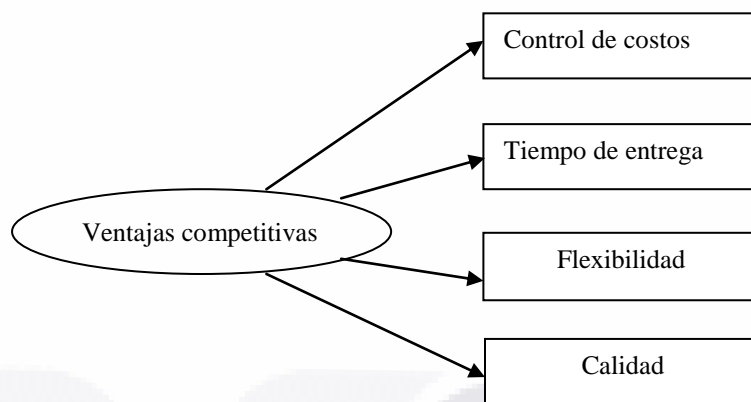 Control de costos
Tiempo de entrega
Ventajas competitivas
Flexibilidad
Calidad